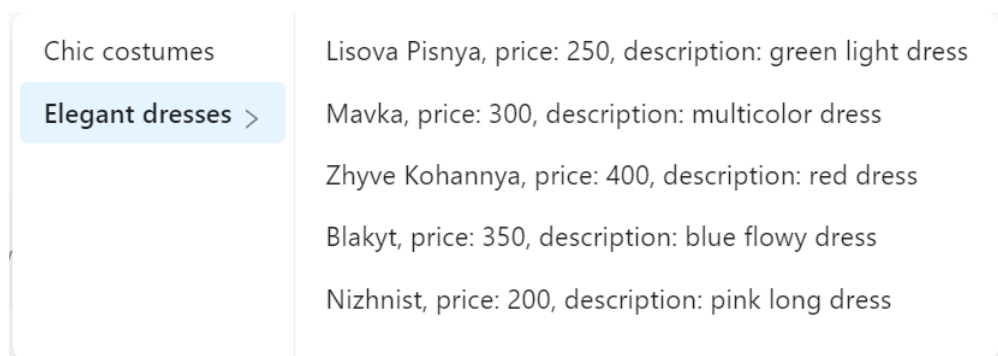 Chic costumes
Elegant dresses >
Lisova Pisnya, price: 250, description: green light dress
Mavka, price: 300, description: multicolor dress
Zhyve Kohannya, price: 400, description: red dress
Blakyt, price: 350, description: blue flowy dress
Nizhnist, price: 200, description: pink long dress